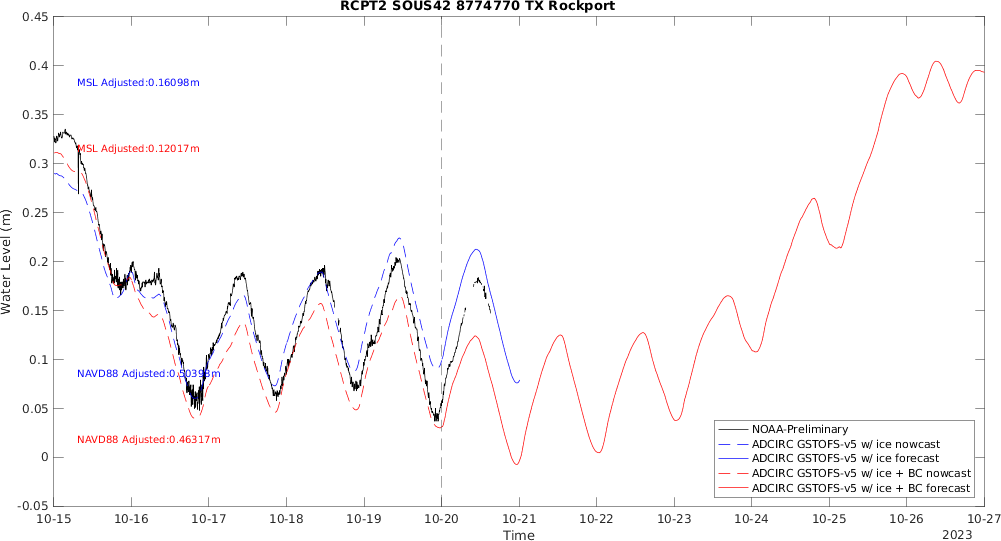 RCPT2 SOUS42 8774770 TX Rockport
0.45
0.4
0.35
0.3
0.25
0.2
0.15
0.1
0.05
0
-0.05
Water Level (m)
MSL Adjusted:0.16098m
MSL Adjusted:0.12017m
NAVD88 Adjusted:0.50398m
NAVD88 Adjusted:0.46317m
NOAA-Preliminary
ADCIRC GSTOFS-v5 w/ ice nowcast
ADCIRC GSTOFS-v5 w/ ice forecast
ADCIRC GSTOFS-v5 w/ ice + BC nowcast
ADCIRC GSTOFS-v5 w/ ice + BC forecast
10-15 10-16 10-17 10-18 10-19 10-20 10-21 10-22 10-23 10-24 10-25 10-26 10-27
Time
2023